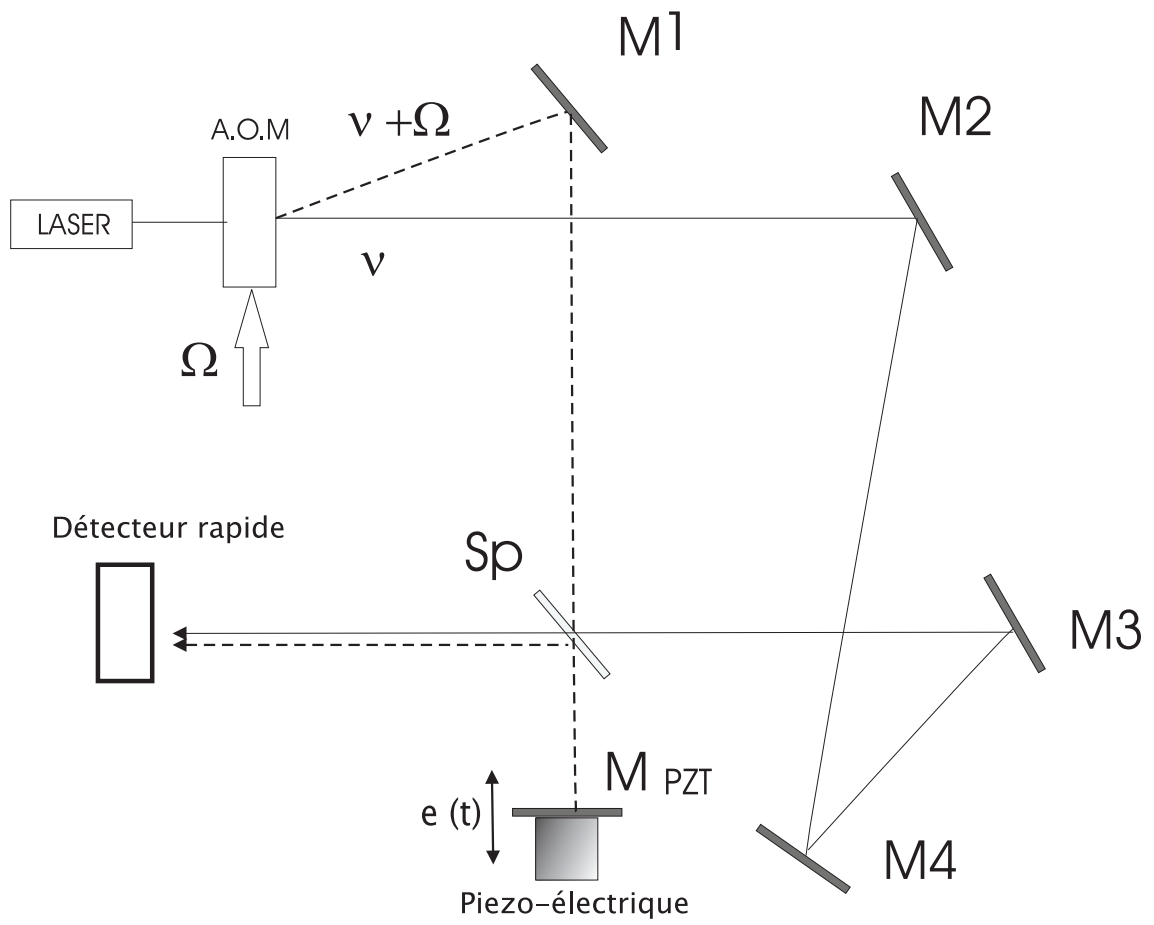 M1
M2
A.O.M
ν +Ω
LASER
ν
Ω
Détecteur rapide
Sp
M3
M PZT
e (t)
M4
Piezo–électrique